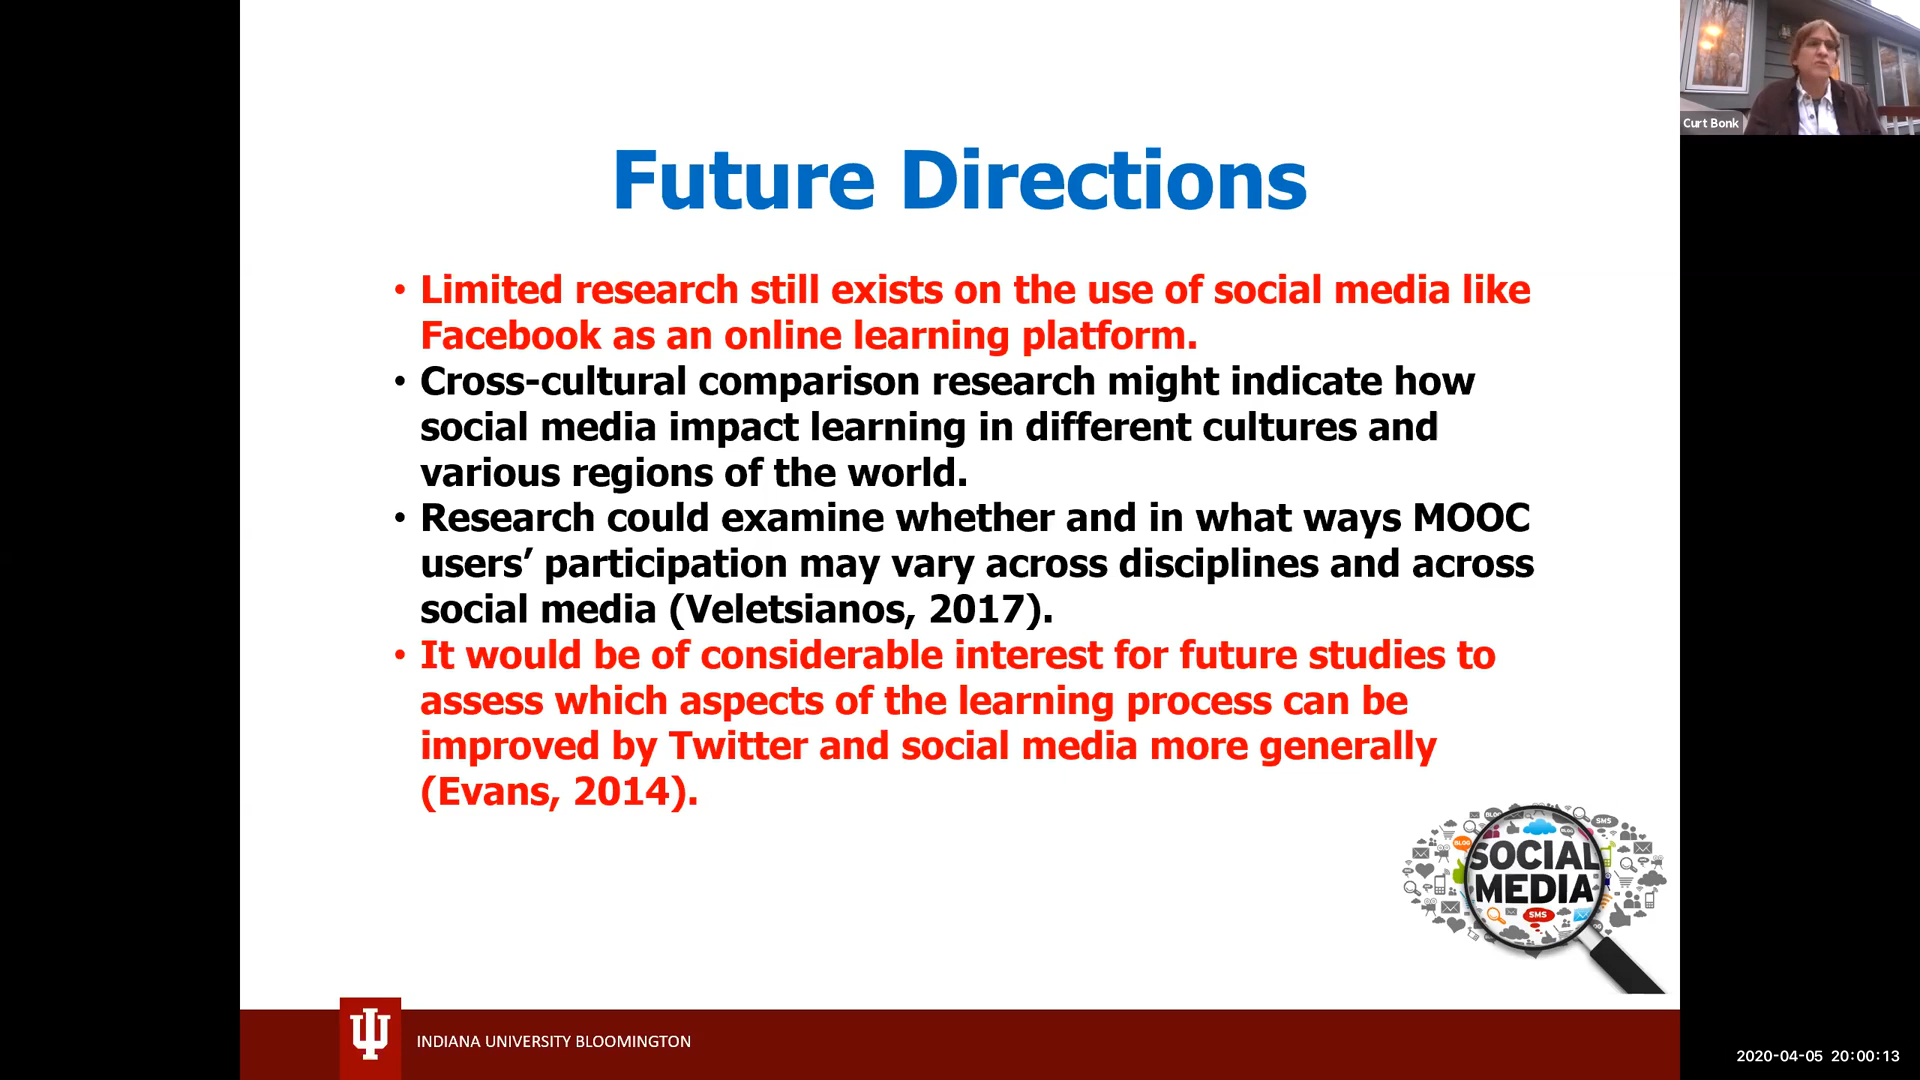 Curt Bonk
Future Directions
• Limited research still exists on the use of social media like
Facebook as an online learning platform.
• Cross-cultural comparison research might indicate how
social media impact learning in different cultures and
various regions of the world.
• Research could examine whether and in what ways MOOC
users’ participation may vary across disciplines and across
social media (Veletsianos, 2017).
• It would be of considerable interest for future studies to
assess which aspects of the learning process can be
improved by Twitter and social media more generally
(Evans, 2014).
BLOG
SMS
BLOG
SOCIAL
MEDIA
SMS
INDIANA UNIVERSITY BLOOMINGTON
2020-04-05 20:00:13